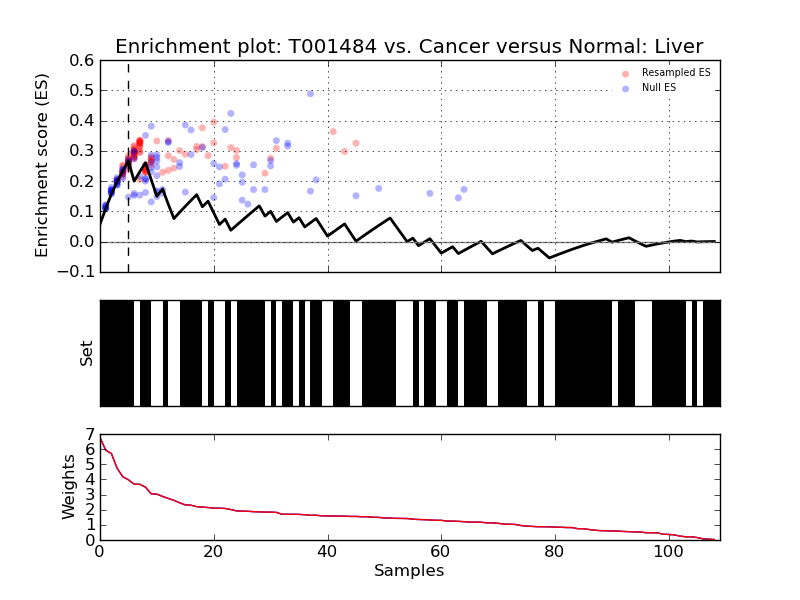 Enrichment plot: T001484 vs. Cancer versus Normal: Liver
Enrichment score (ES)
0.6
0.5
0.4
0.3
0.2
0.1
0.0
−0.1
Resampled ES
Null ES
Set
Weights
7
6
5
4
3
2
1
0
0 20 40 60 80 100
Samples